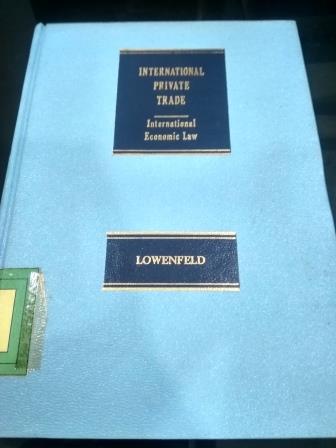 INTERNATIONAL
PRIVATE
TRADE
International
Economic Law
LOWENFELD